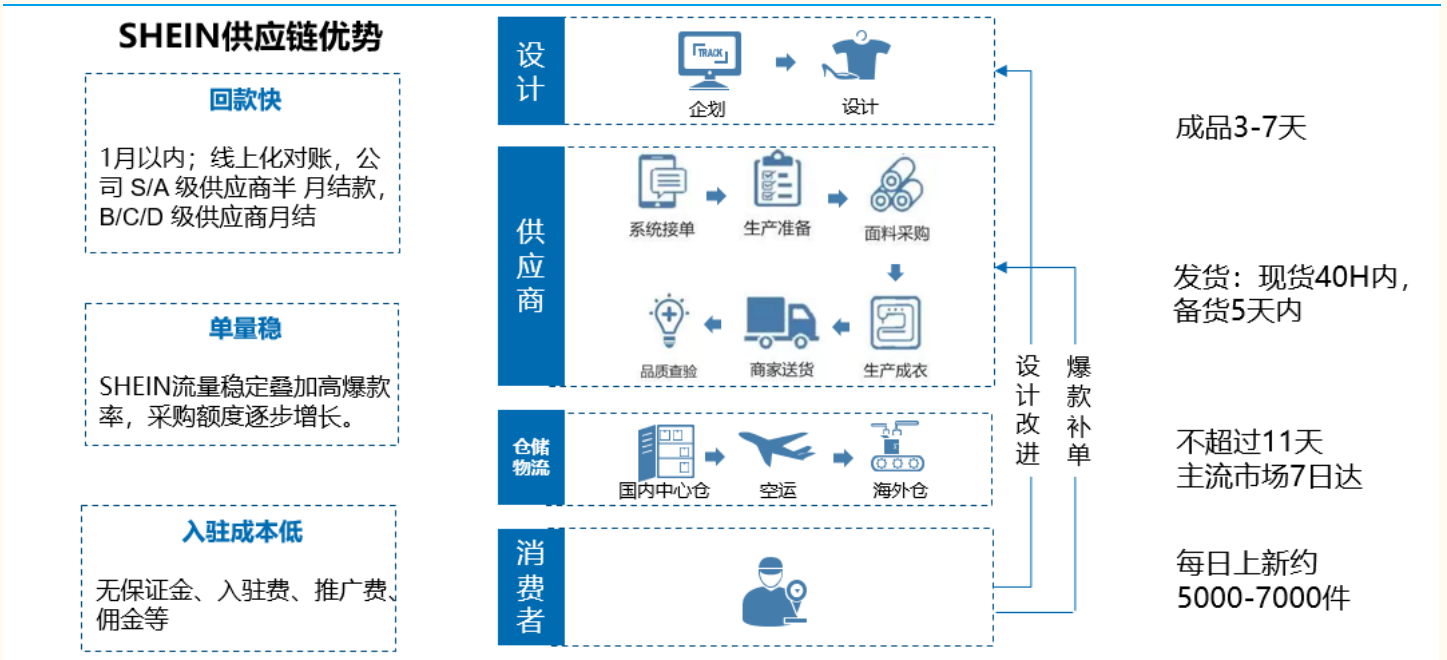 SHEIN供应链优势
回款快
1月以内；线上化对账，公
司 S/A 级供应商半 月结款，
B/C/D 级供应商月结
单量稳
SHEIN流量稳定叠加高爆款
率，采购额度逐步增长。
入驻成本低
无保证金、入驻费、推广费、
佣金等
设计
TRACK
企划
设计
供应商
系统接单
生产准备
面料采购
品质查验
商家送货
生产成衣
仓储
物流
国内中心仓
空运
海外仓
消费者
设计改进
爆款补单
成品3-7天
发货：现货40H内，
备货5天内
不超过11天
主流市场7日达
每日上新约
5000-7000件